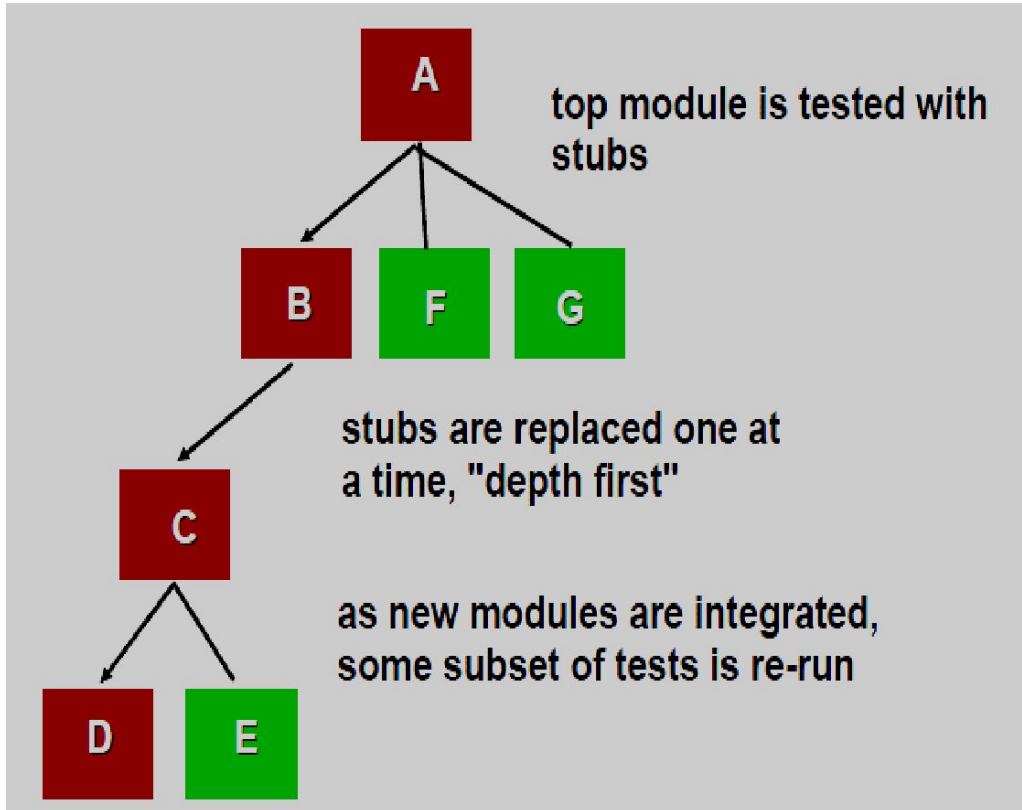 A
top module is tested with
stubs
B
F
G
stubs are replaced one at
a time, "depth first"
C
as new modules are integrated,
some subset of tests is re-run
D
E